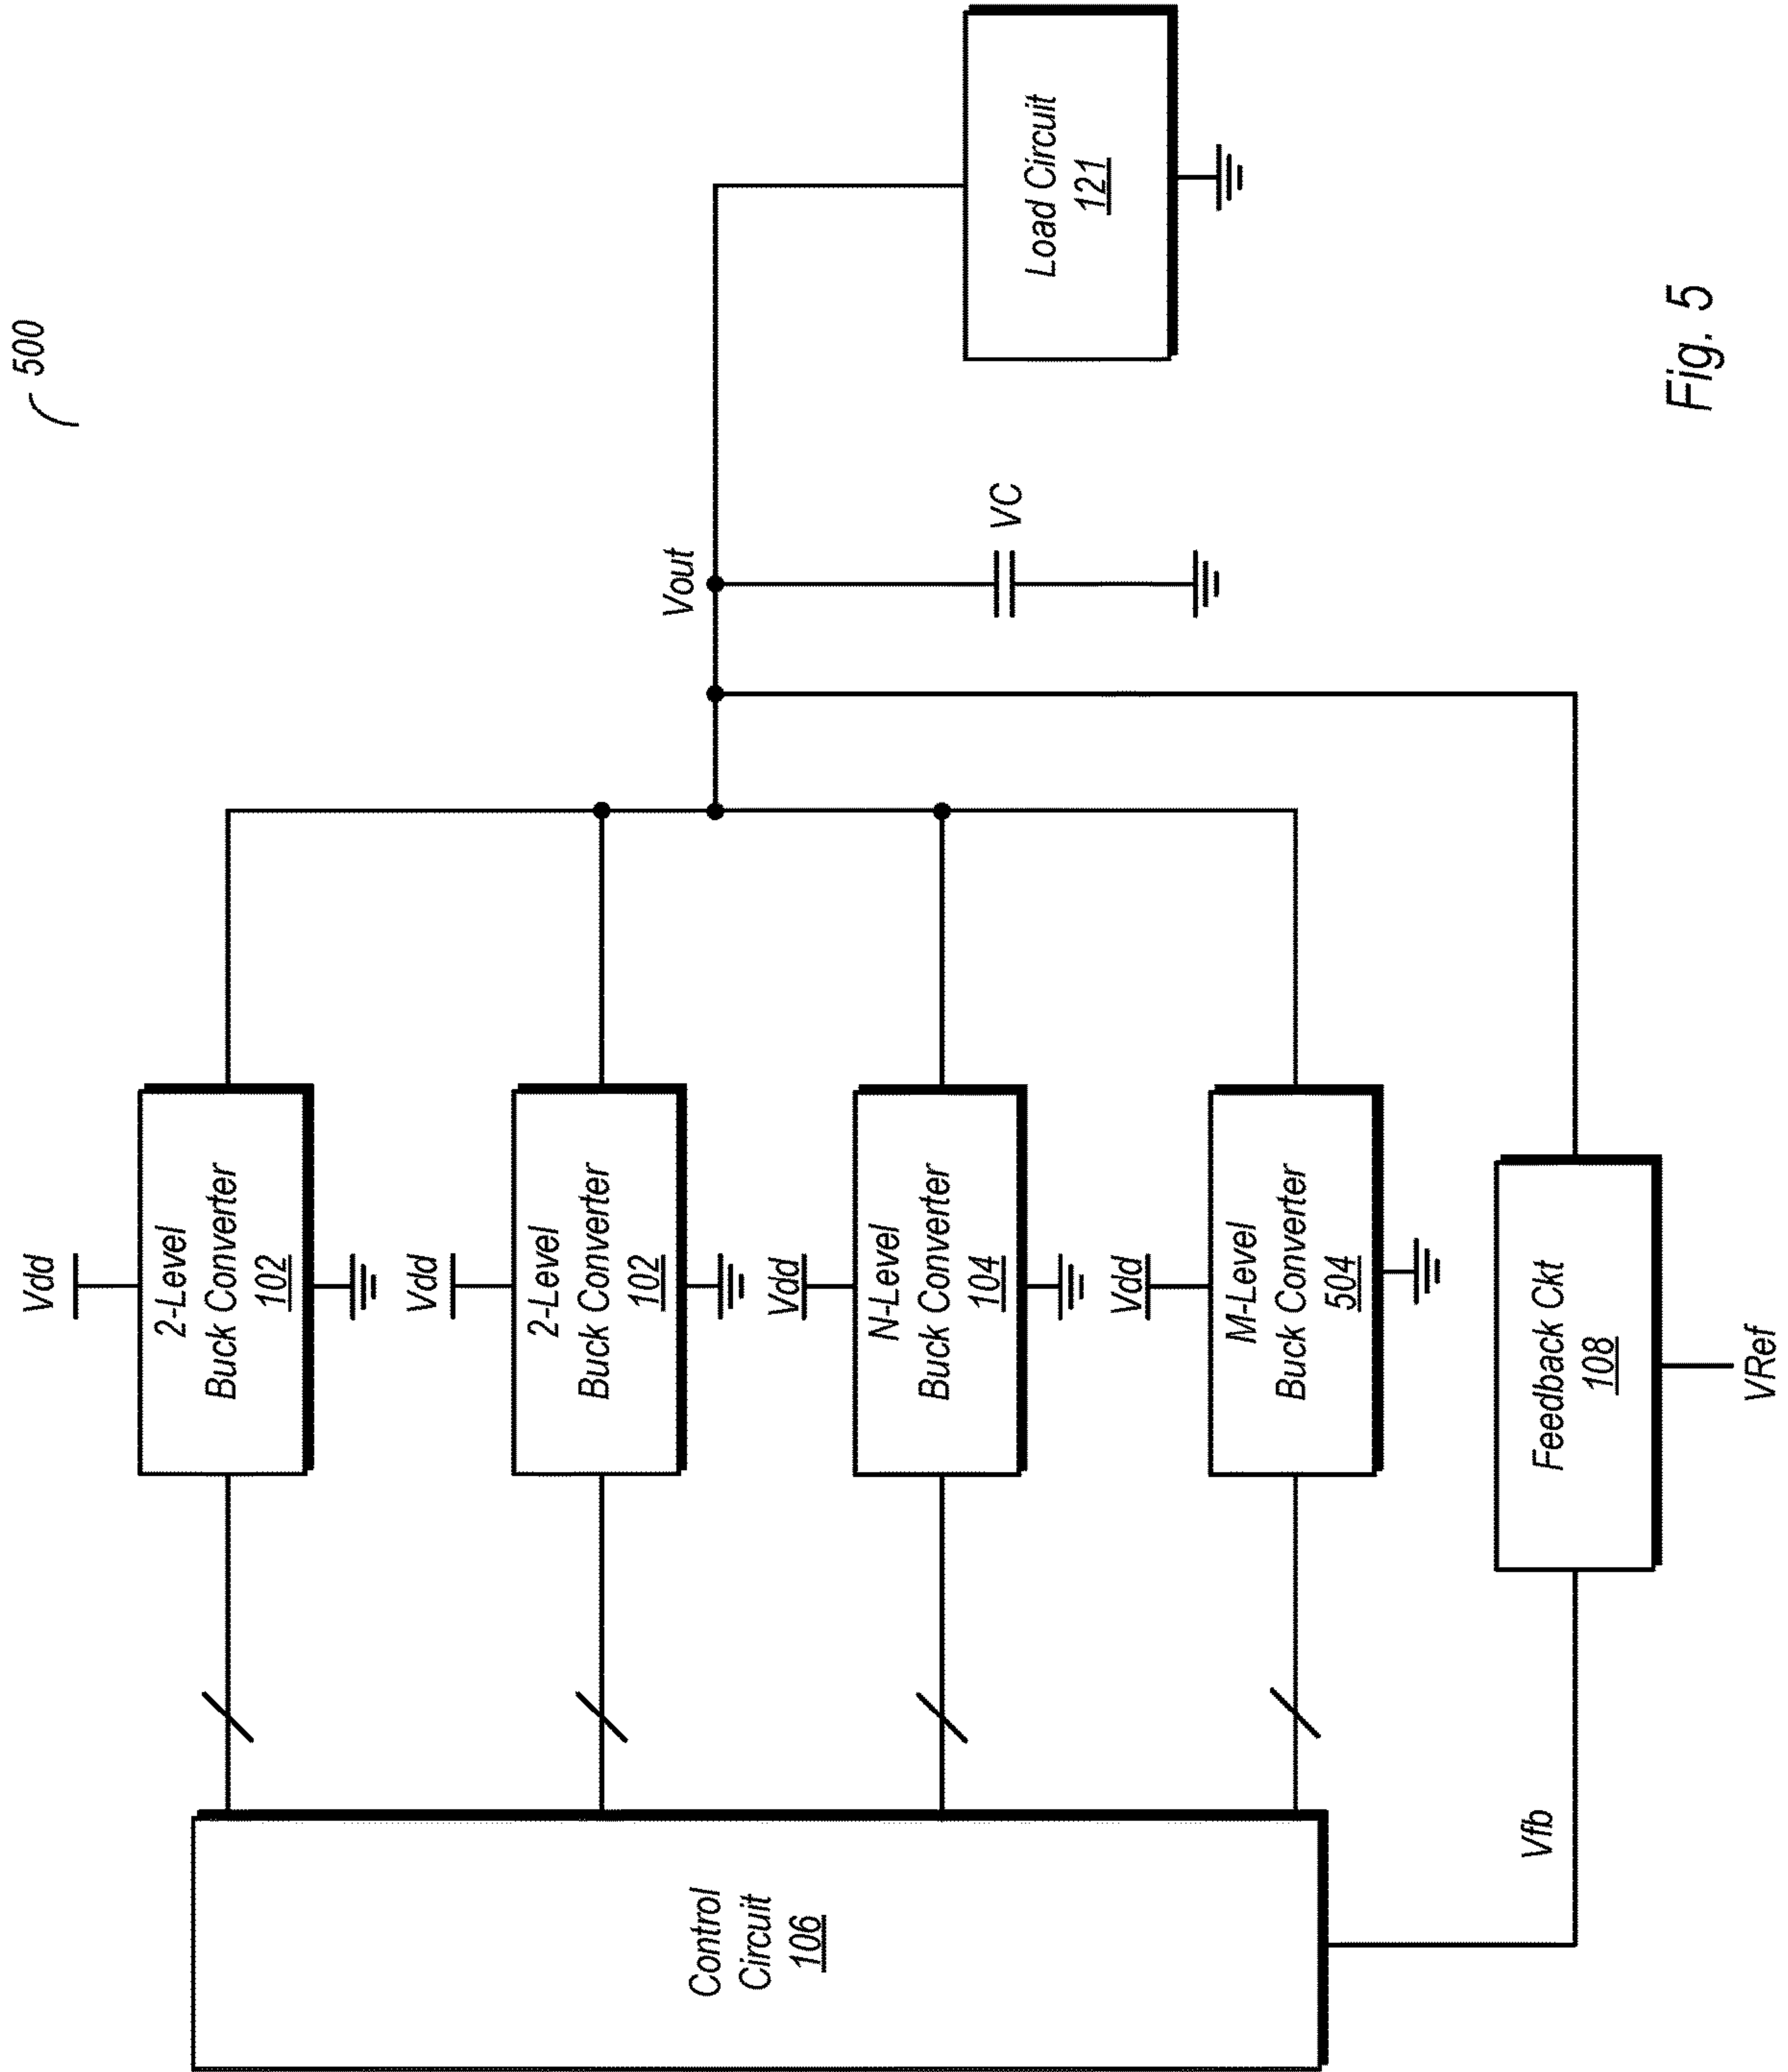 500
Vdd
2-Level
Buck Converter
102
Vdd
2-Level
Buck Converter
102
Vdd
N-Level
Buck Converter
104
Vdd
M-Level
Buck Converter
504
Control
Circuit
106
Vout
VC
Load Circuit
121
Vfb
Feedback Ckt
108
VRef
Fig. 5